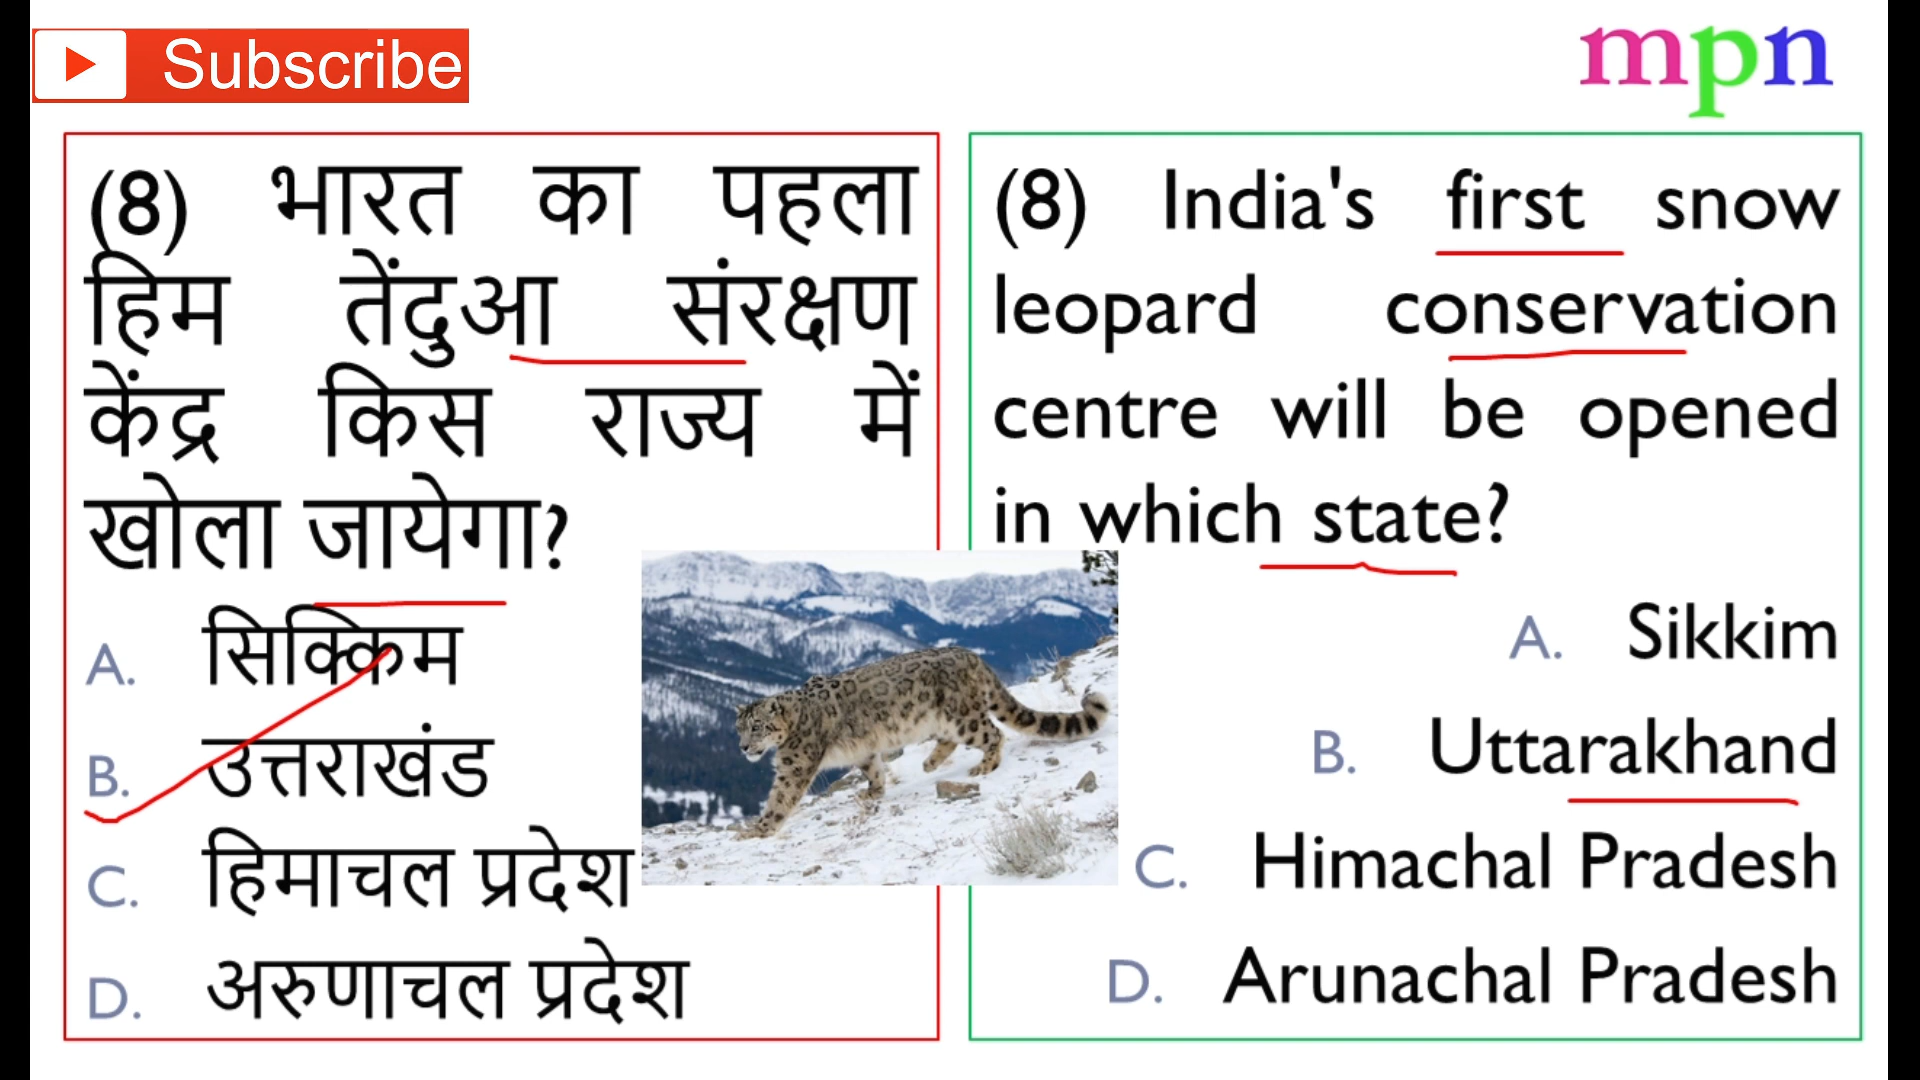 Subscribe
mpn
(8) भारत का पहला
हिम तेंदुआ संरक्षण
केंद्र किस राज्य में
खोला जायेगा?
A. सिक्किम
B. उत्तराखंड
C. हिमाचल प्रदेश
D. अरुणाचल प्रदेश
(8) India's first snow
leopard conservation
centre will be opened
in which state?
A. Sikkim
B. Uttarakhand
C. Himachal Pradesh
D. Arunachal Pradesh